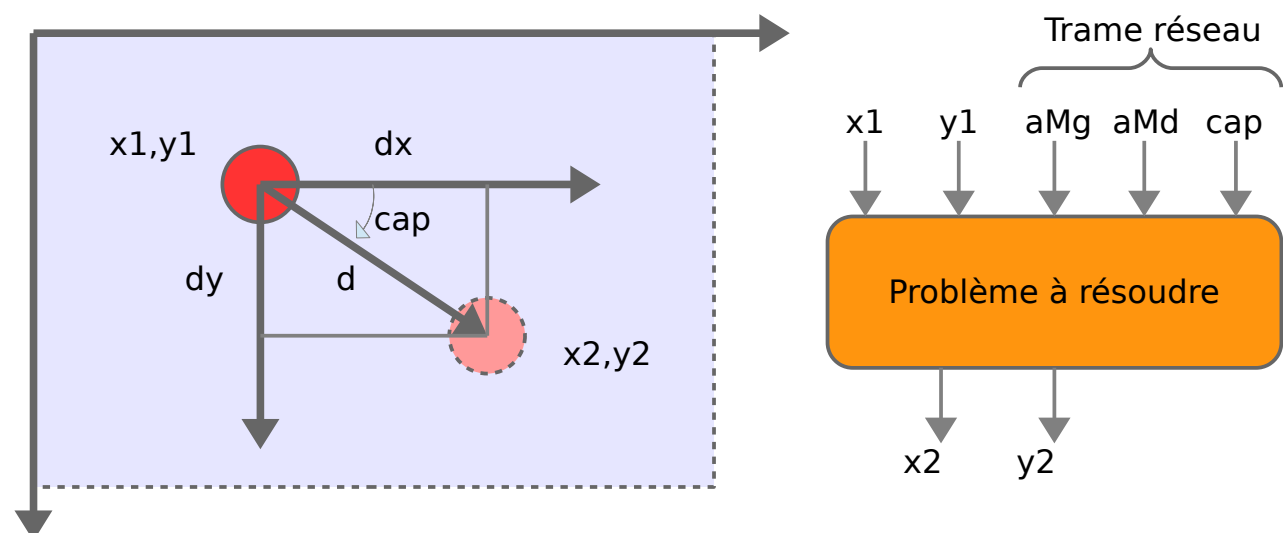 x1,y1
dx
cap
dy
d
x2,y2
Trame réseau
x1 y1 aMg aMd cap
Problème à résoudre
x2 y2